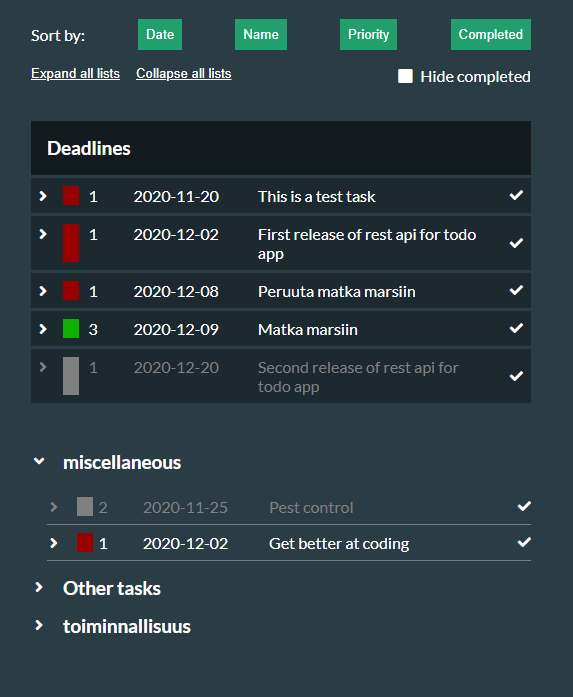 Sort by: Date Name Priority Completed
Expand all lists Collapse all lists Hide completed
Deadlines
1 2020-11-20 This is a test task
1 2020-12-02 First release of rest api for todo
app
1 2020-12-08 Peruuta matka marsiin
3 2020-12-09 Matka marsiin
1 2020-12-20 Second release of rest api for
todo app
miscellaneous
2 2020-11-25 Pest control
1 2020-12-02 Get better at coding
Other tasks
toiminnallisuus